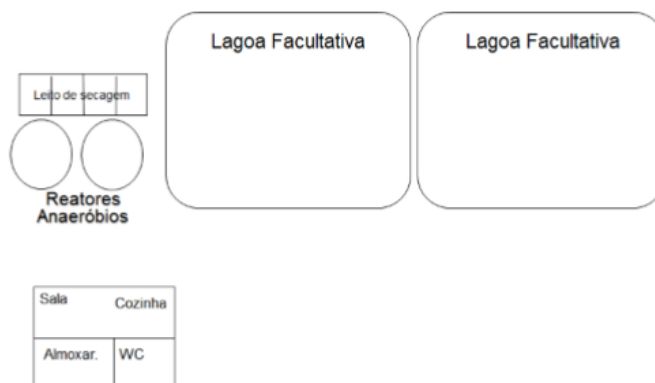 Lagoa Facultativa
Lagoa Facultativa
Leito de secagem
Reatores
Anaeróbios
Sala
Cozinha
Almoxar.
WC